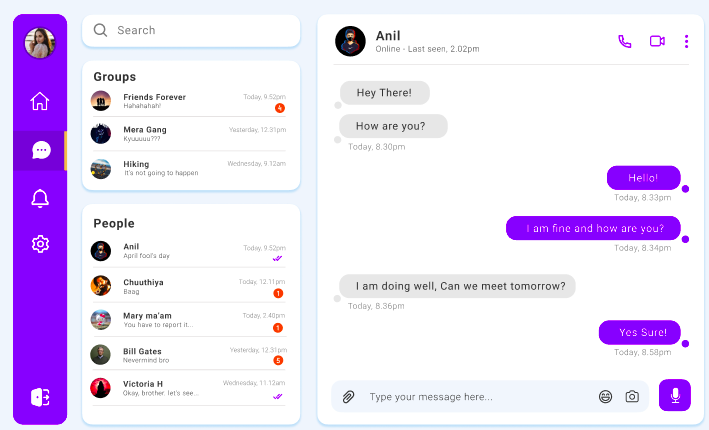 Search
Groups
Friends Forever
Today, 9.52pm
Hahahahah!
4
Mera Gang
Yesterday, 12.31pm
Kyuuuuu???
Hiking
Wednesday, 9.12am
It's not going to happen
People
Anil
Today, 9.52pm
April fool's day
Chuuthiya
Today, 12.11pm
Baag
1
Mary ma'am
Today, 2.40pm
You have to report it...
1
Bill Gates
Yesterday, 12.31pm
Nevermind bro
5
Victoria H
Wednesday, 11.12am
Okay, brother. let's see...
Anil
Online - Last seen, 2.02pm
Hey There!
How are you?
Today, 8.30pm
Hello!
Today, 8.33pm
I am fine and how are you?
Today, 8.34pm
I am doing well, Can we meet tomorrow?
Today, 8.36pm
Yes Sure!
Today, 8.58pm
Type your message here...